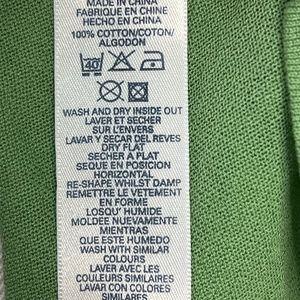 MADE IN CHINA
FABRIQUE EN CHINE
HECHO EN CHINA
100% COTTON/COTON/
ALGODON
40
WASH AND DRY INSIDE OUT
LAVER ET SECHER
SUR L'ENVERS
LAVAR Y SECAR DEL REVES
DRY FLAT
SECHER A PLAT
SEQUE EN POSICION
HORIZONTAL
RE-SHAPE WHILST DAMP
REMETTRE LE VETEMENT
EN FORME
LOSQU' HUMIDE
MOLDEE NUEVAMENTE
MIENTRAS
QUE ESTE HUMEDO
WASH WITH SIMILAR
COLOURS
LAVER AVEC LES
COULEURS SIMILAIRES
LAVAR CON COLORES
SIMILARES